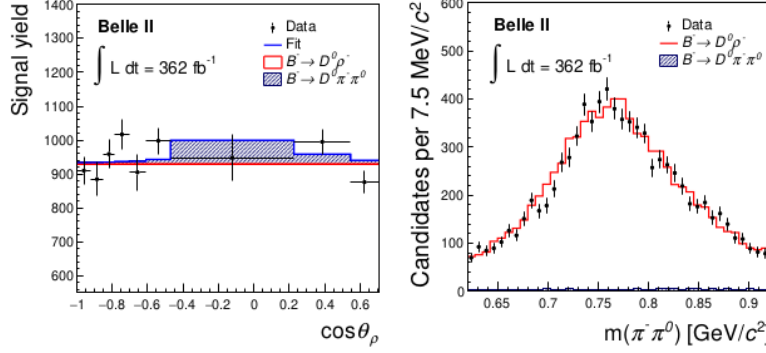 Belle II
∫ L dt = 362 fb⁻¹
Data
Fit
B⁻→ D⁰ρ⁻
B⁻→ D⁰π⁻π⁰
Signal yield
1400
1300
1200
1100
1000
900
800
700
600
−1 −0.8 −0.6 −0.4 −0.2 0 0.2 0.4 0.6
cosθρ
Belle II
∫ L dt = 362 fb⁻¹
Data
B⁻→ D⁰ρ⁻
B⁻→ D⁰π⁻π⁰
Candidates per 7.5 MeV/c²
600
500
400
300
200
100
0
0.65 0.7 0.75 0.8 0.85 0.9
m(π⁻π⁰) [GeV/c²]